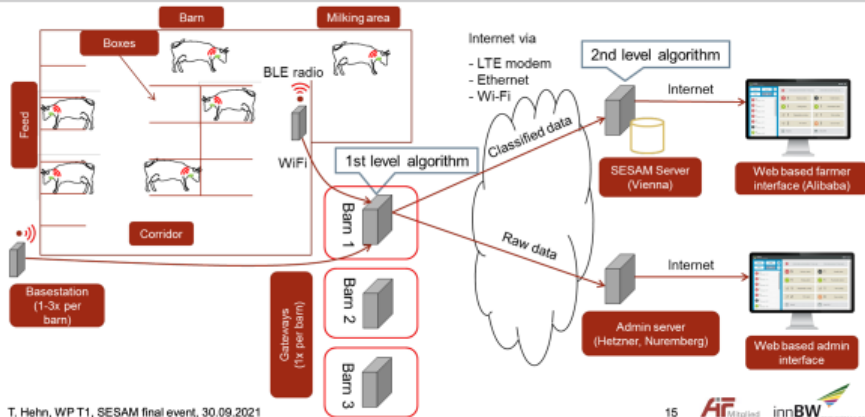 Barn
Milking area
Boxes
Internet via
- LTE modem
- Ethernet
- Wi-Fi
2nd level algorithm
BLE radio
Internet
Feed
Classified data
WiFi
1st level algorithm
SESAM Server
(Vienna)
Web based farmer
interface (Alibaba)
Barn 1
Corridor
Raw data
Internet
Basestation
(1-3x per
barn)
Gateways
(1x per barn)
Barn 2
Admin server
(Hetzner, Nuremberg)
Web based admin
interface
Barn 3
T. Hehn, WP T1, SESAM final event, 30.09.2021
15
AiF Mitglied
innBW